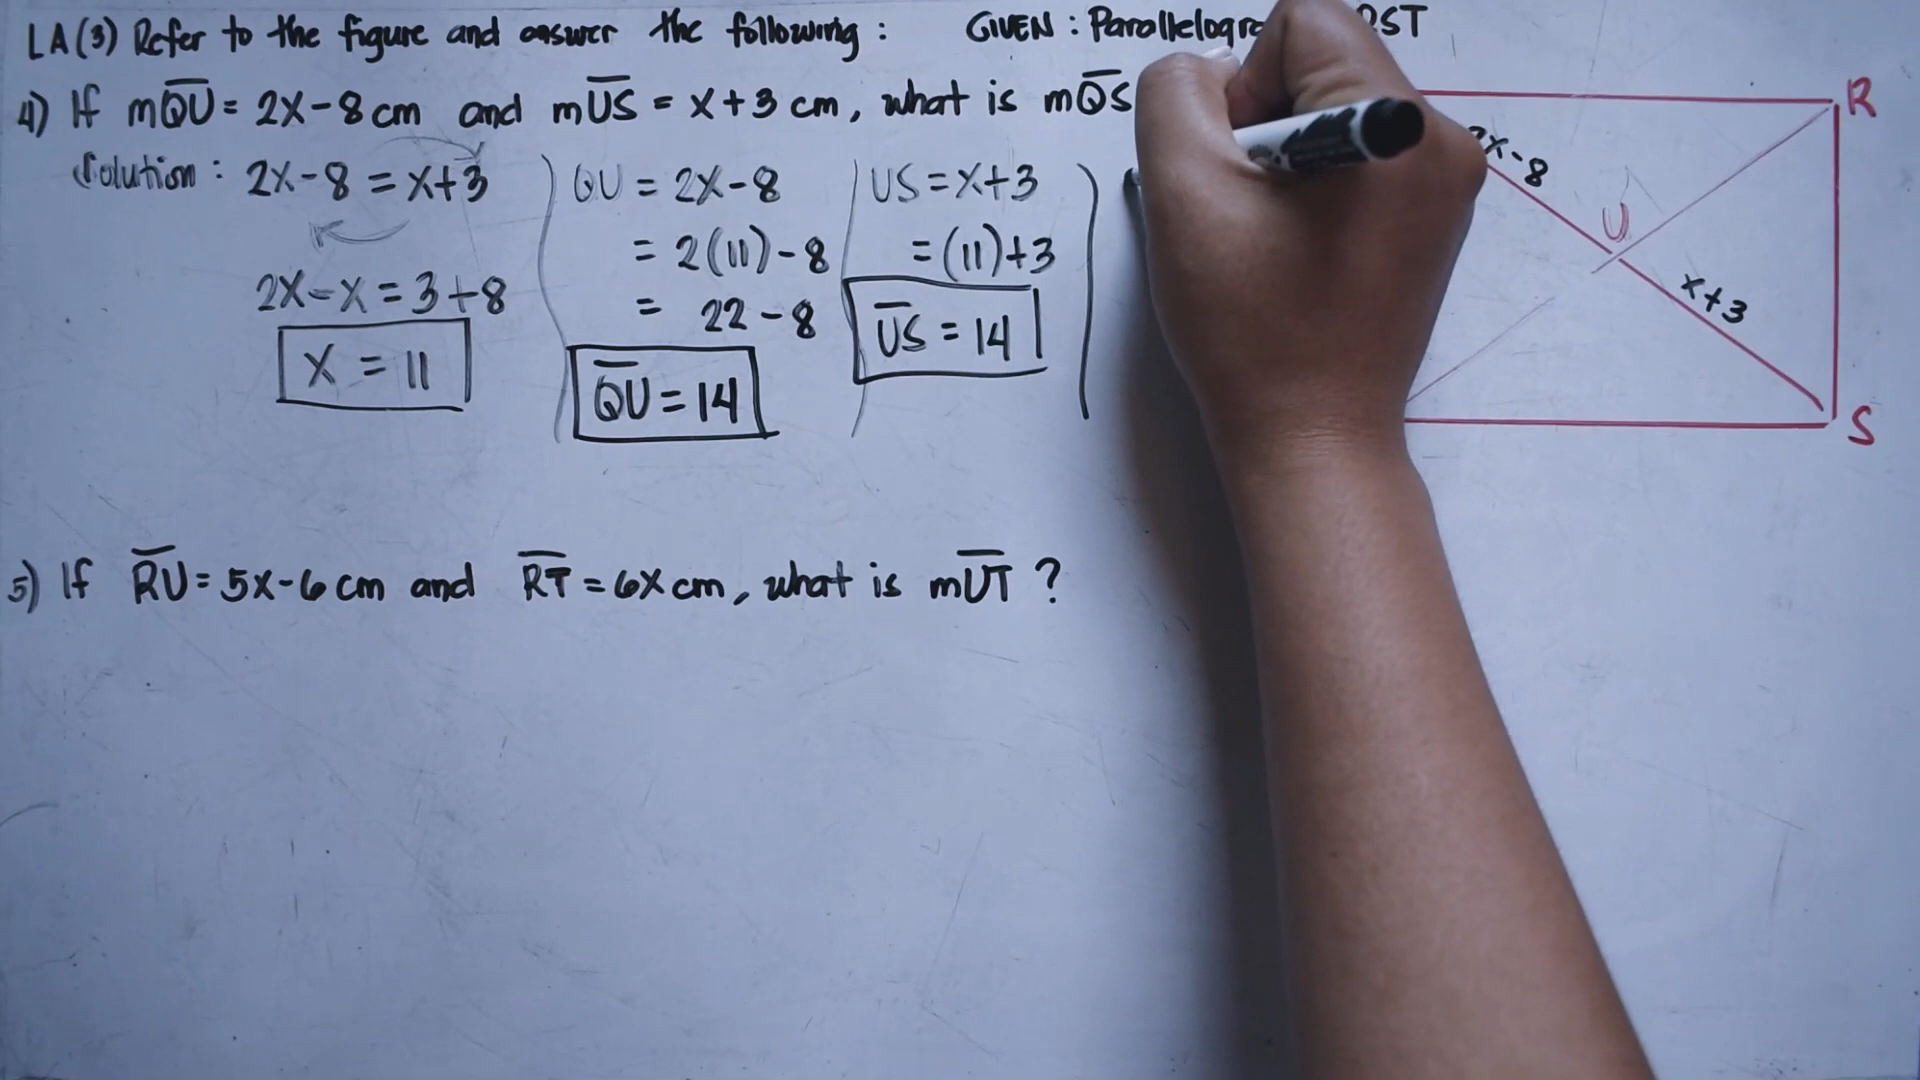 LA(3) Refer to the figure and answer the following : GIVEN : Parallelogra RST
4) If mQU = 2x-8 cm and mUS = x+3 cm, what is mQS
Solution : 2x-8 = x+3
2x-x = 3+8
x = 11
QU = 2x-8
= 2(11)-8
= 22-8
QU = 14
US = x+3
= (11)+3
US = 14
R
x-8
U
x+3
S
5) If RU = 5x-6 cm and RT = 6x cm, what is mUT ?